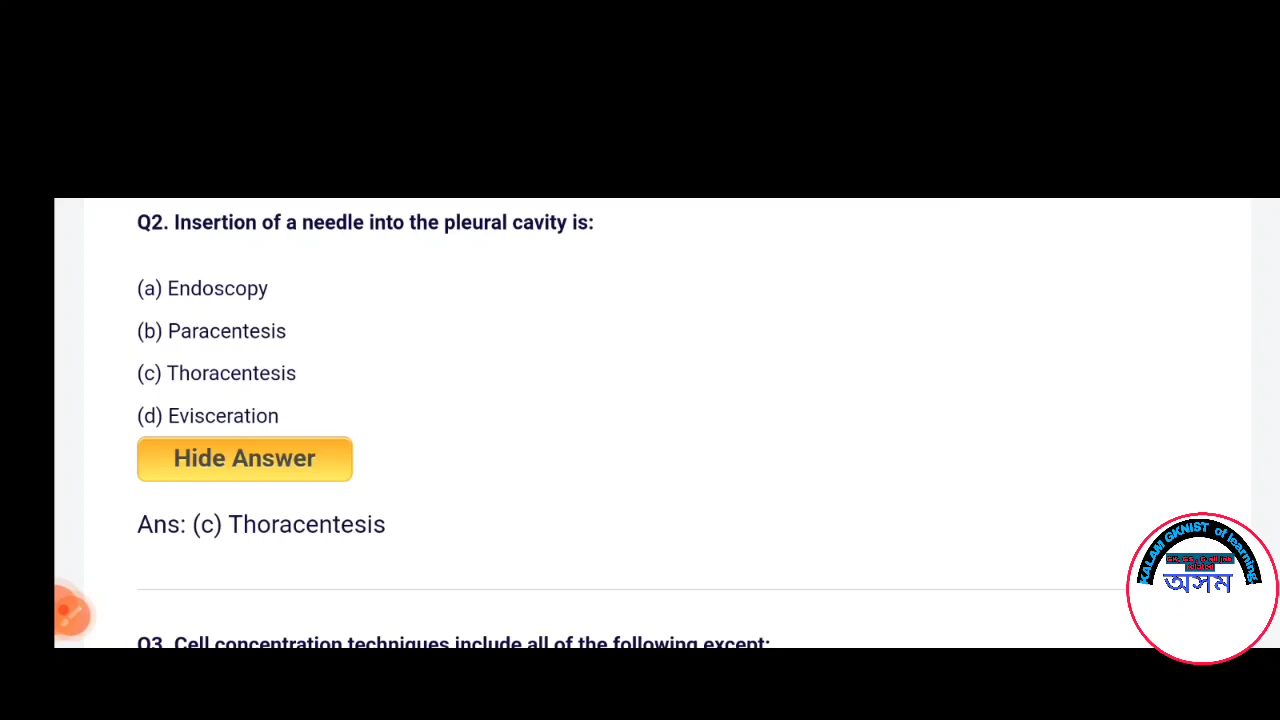 Q2. Insertion of a needle into the pleural cavity is:
(a) Endoscopy
(b) Paracentesis
(c) Thoracentesis
(d) Evisceration
Hide Answer
Ans: (c) Thoracentesis
Q3. Cell concentration techniques include all of the following except:
KALANI GKNIST of learning
অসম